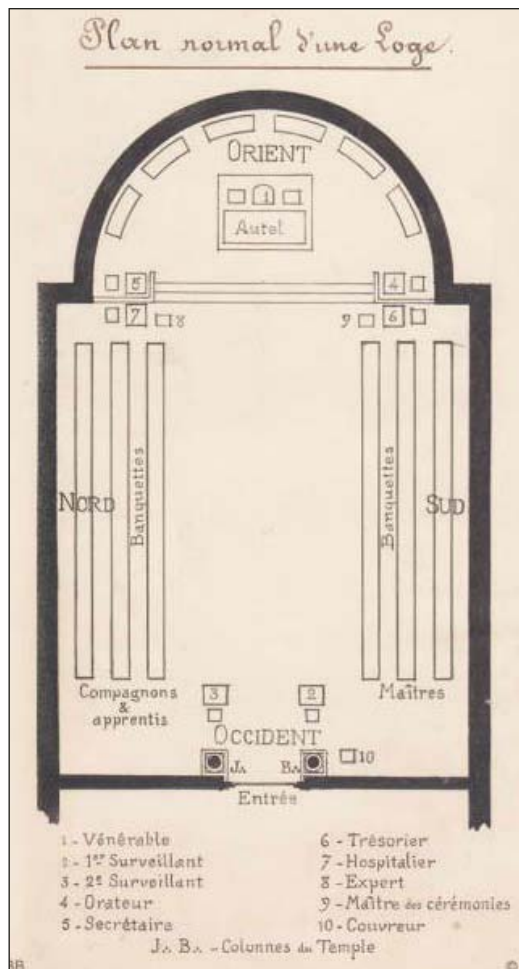 Plan normal d'une Loge.
ORIENT
1
Autel
5
4
7
8
9
6
NORD
Banquettes
Banquettes
SUD
Compagnons
&
apprentis
3
2
Maîtres
OCCIDENT
J∴
B∴
10
Entrée
1 - Vénérable
2 - 1er Surveillant
3 - 2e Surveillant
4 - Orateur
5 - Secrétaire
6 - Trésorier
7 - Hospitalier
8 - Expert
9 - Maître des cérémonies
10 - Couvreur
J∴ B∴ - Colonnes du Temple